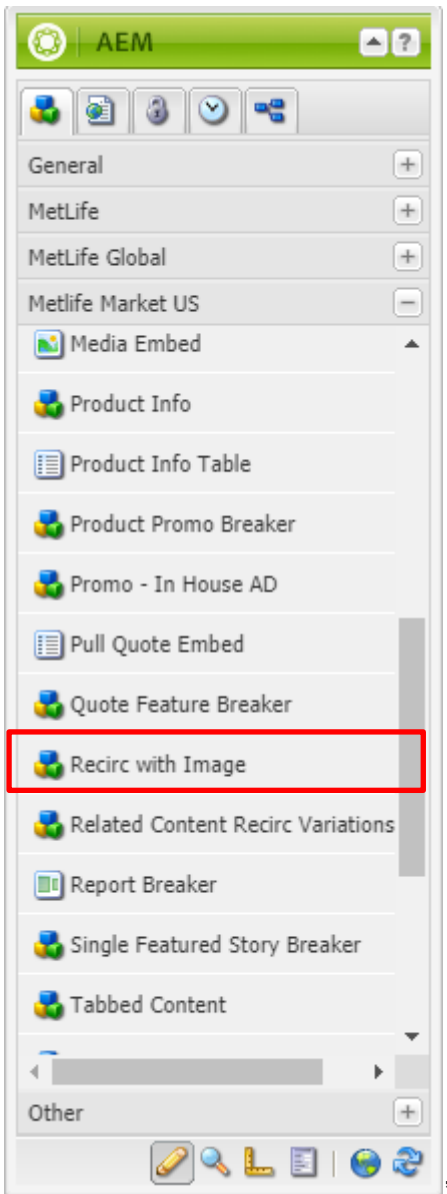 AEM
?
General
MetLife
MetLife Global
Metlife Market US
Media Embed
Product Info
Product Info Table
Product Promo Breaker
Promo - In House AD
Pull Quote Embed
Quote Feature Breaker
Recirc with Image
Related Content Recirc Variations
Report Breaker
Single Featured Story Breaker
Tabbed Content
Other